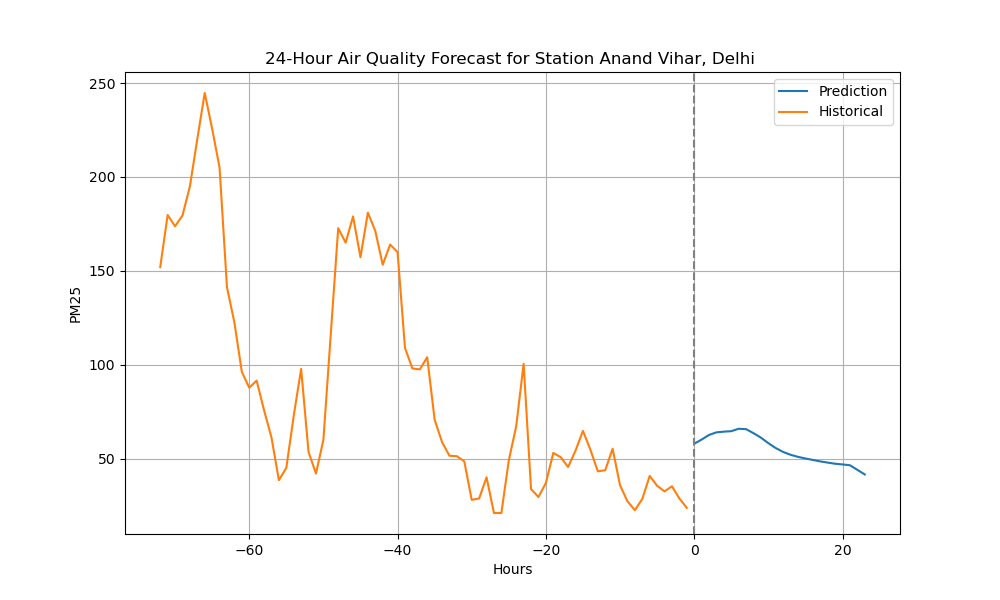 24-Hour Air Quality Forecast for Station Anand Vihar, Delhi
Prediction
Historical
250
200
150
100
50
PM25
−60
−40
−20
0
20
Hours